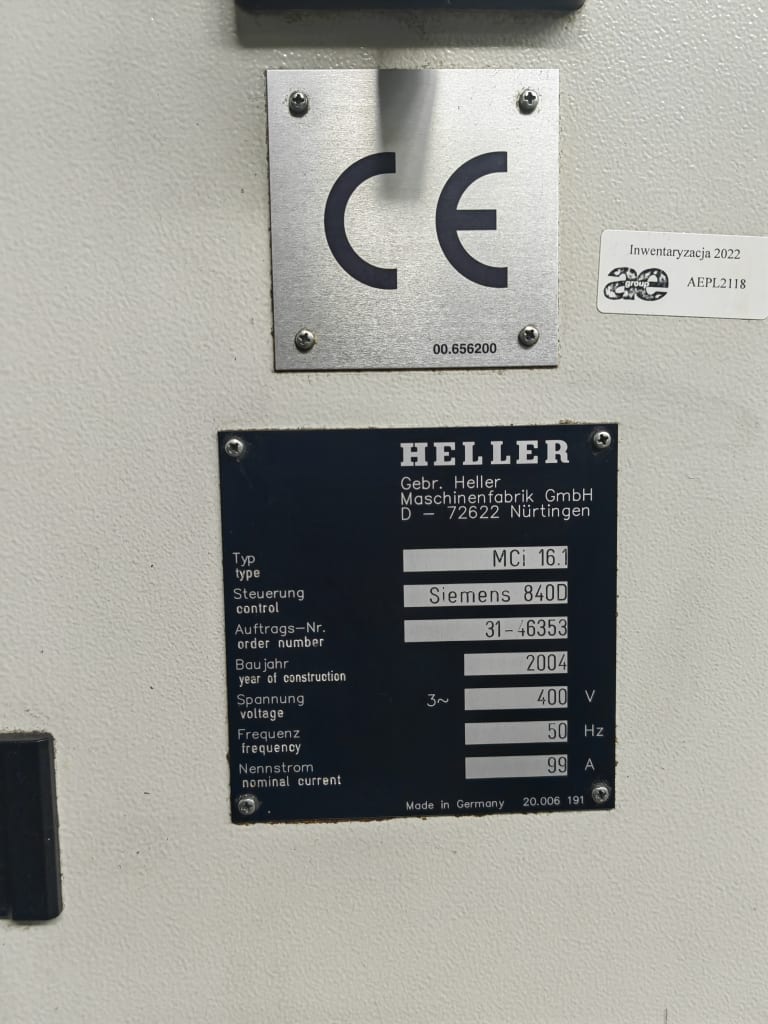 CE
00.656200
Inwentaryzacja 2022
ae group AEPL2118
HELLER
Gebr. Heller
Maschinenfabrik GmbH
D - 72622 Nürtingen
Typ MCi 16.1
type
Steuerung Siemens 840D
control
Auftrags-Nr. 31-46353
order number
Baujahr 2004
year of construction
Spannung 3~ 400 V
voltage
Frequenz 50 Hz
frequency
Nennstrom 99 A
nominal current
Made in Germany 20.006 191